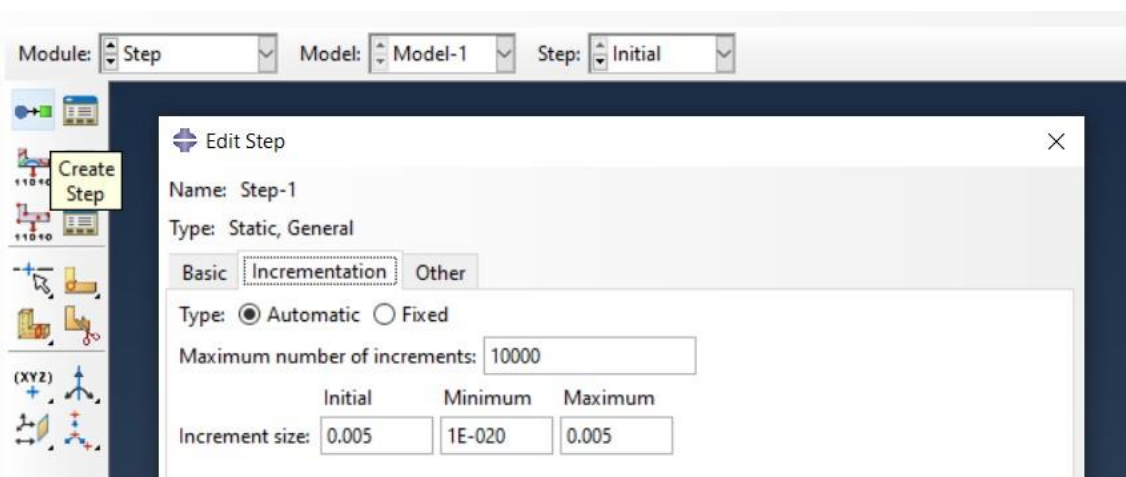 Module: Step Model: Model-1 Step: Initial
Edit Step
Create
Step
Name: Step-1
Type: Static, General
Basic Incrementation Other
Type: Automatic Fixed
Maximum number of increments: 10000
Initial Minimum Maximum
Increment size: 0.005 1E-020 0.005
11010
11010
(XYZ)